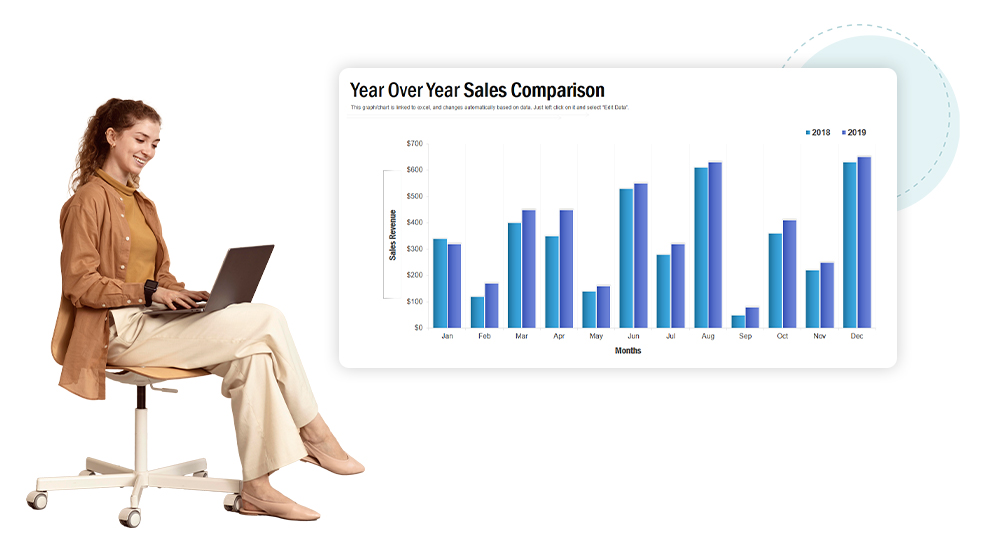 Year Over Year Sales Comparison
This graph/chart is linked to excel, and changes automatically based on data. Just left click on it and select "Edit Data".
2018 2019
$700
$600
$500
$400
$300
$200
$100
$0
Sales Revenue
Jan Feb Mar Apr May Jun Jul Aug Sep Oct Nov Dec
Months